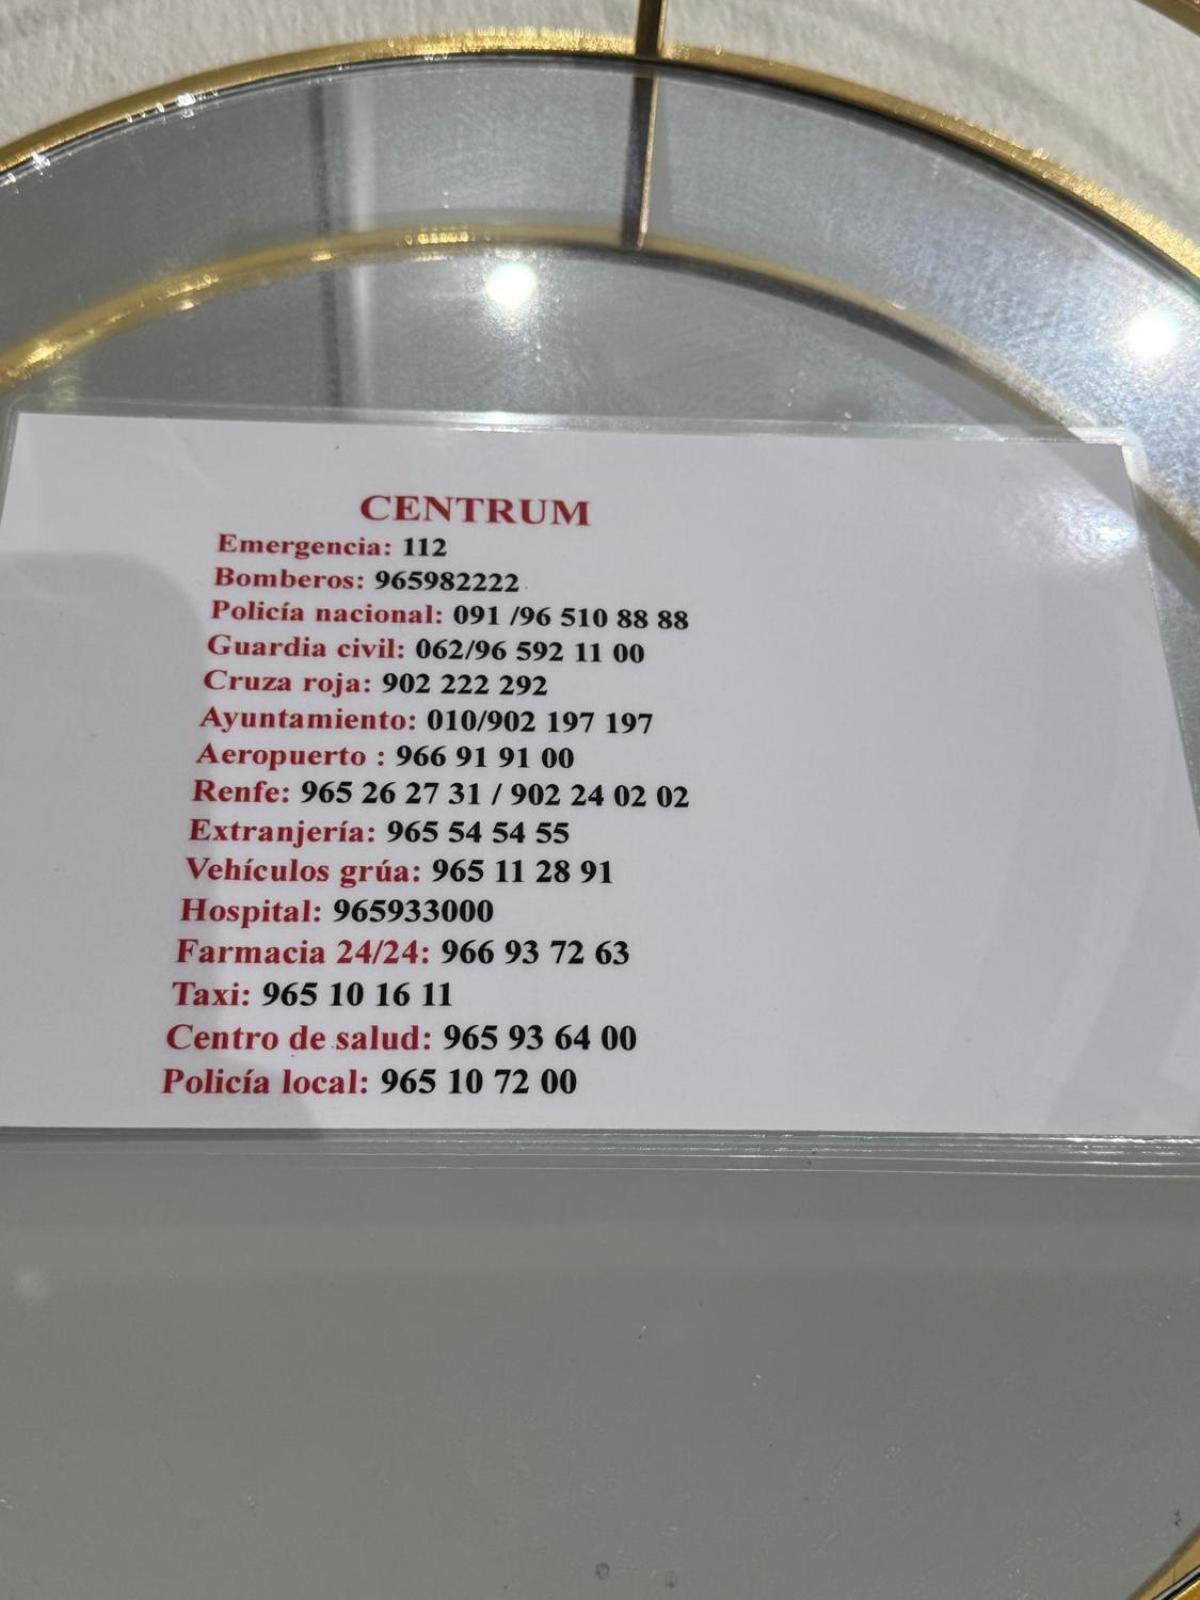 CENTRUM
Emergencia: 112
Bomberos: 965982222
Policía nacional: 091 /96 510 88 88
Guardia civil: 062/96 592 11 00
Cruza roja: 902 222 292
Ayuntamiento: 010/902 197 197
Aeropuerto : 966 91 91 00
Renfe: 965 26 27 31 / 902 24 02 02
Extranjería: 965 54 54 55
Vehículos grúa: 965 11 28 91
Hospital: 965933000
Farmacia 24/24: 966 93 72 63
Taxi: 965 10 16 11
Centro de salud: 965 93 64 00
Policía local: 965 10 72 00